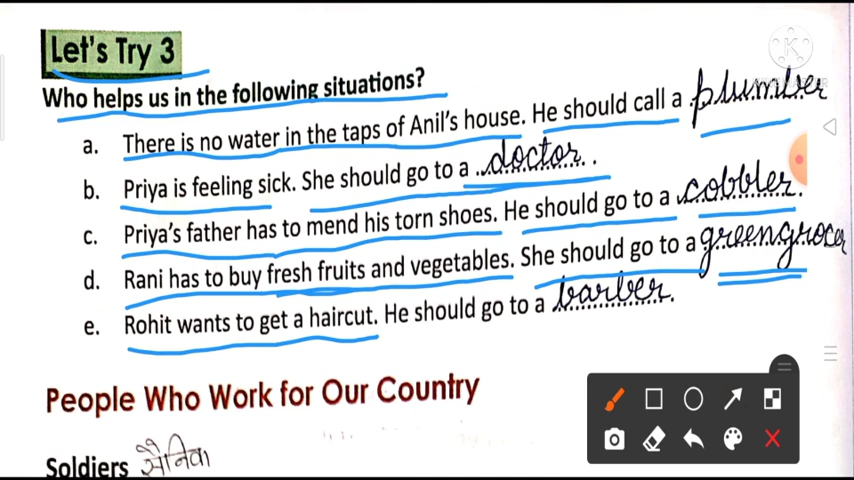 Let's Try 3
Who helps us in the following situations?
a. There is no water in the taps of Anil's house. He should call a plumber
b. Priya is feeling sick. She should go to a doctor.
c. Priya's father has to mend his torn shoes. He should go to a cobbler.
d. Rani has to buy fresh fruits and vegetables. She should go to a greengrocer
e. Rohit wants to get a haircut. He should go to a barber.
People Who Work for Our Country
Soldiers सैनिक